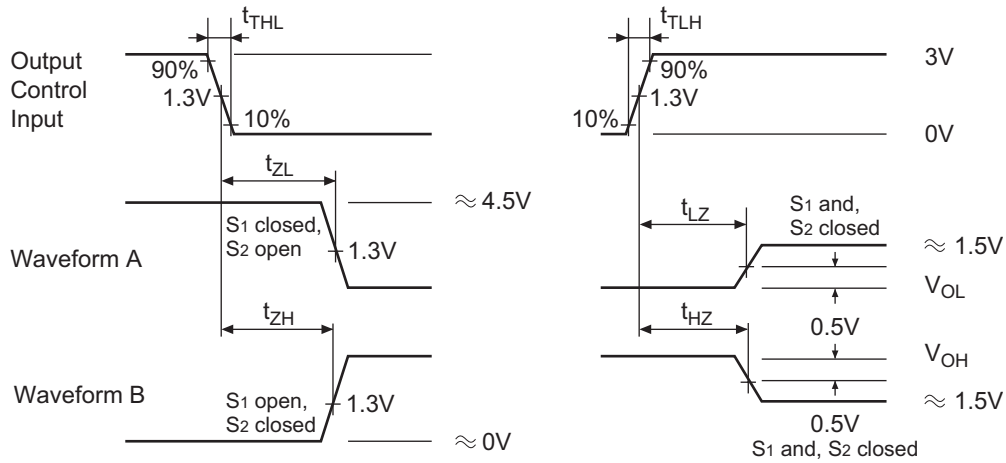 tTHL
tTLH
Output
Control
Input
90%
1.3V
10%
90%
1.3V
10%
3V
0V
tZL
≈ 4.5V
S1 closed,
S2 open
1.3V
Waveform A
tLZ
S1 and,
S2 closed
≈ 1.5V
VOL
0.5V
tZH
tHZ
VOH
Waveform B
S1 open,
S2 closed
1.3V
≈ 0V
≈ 1.5V
0.5V
S1 and, S2 closed